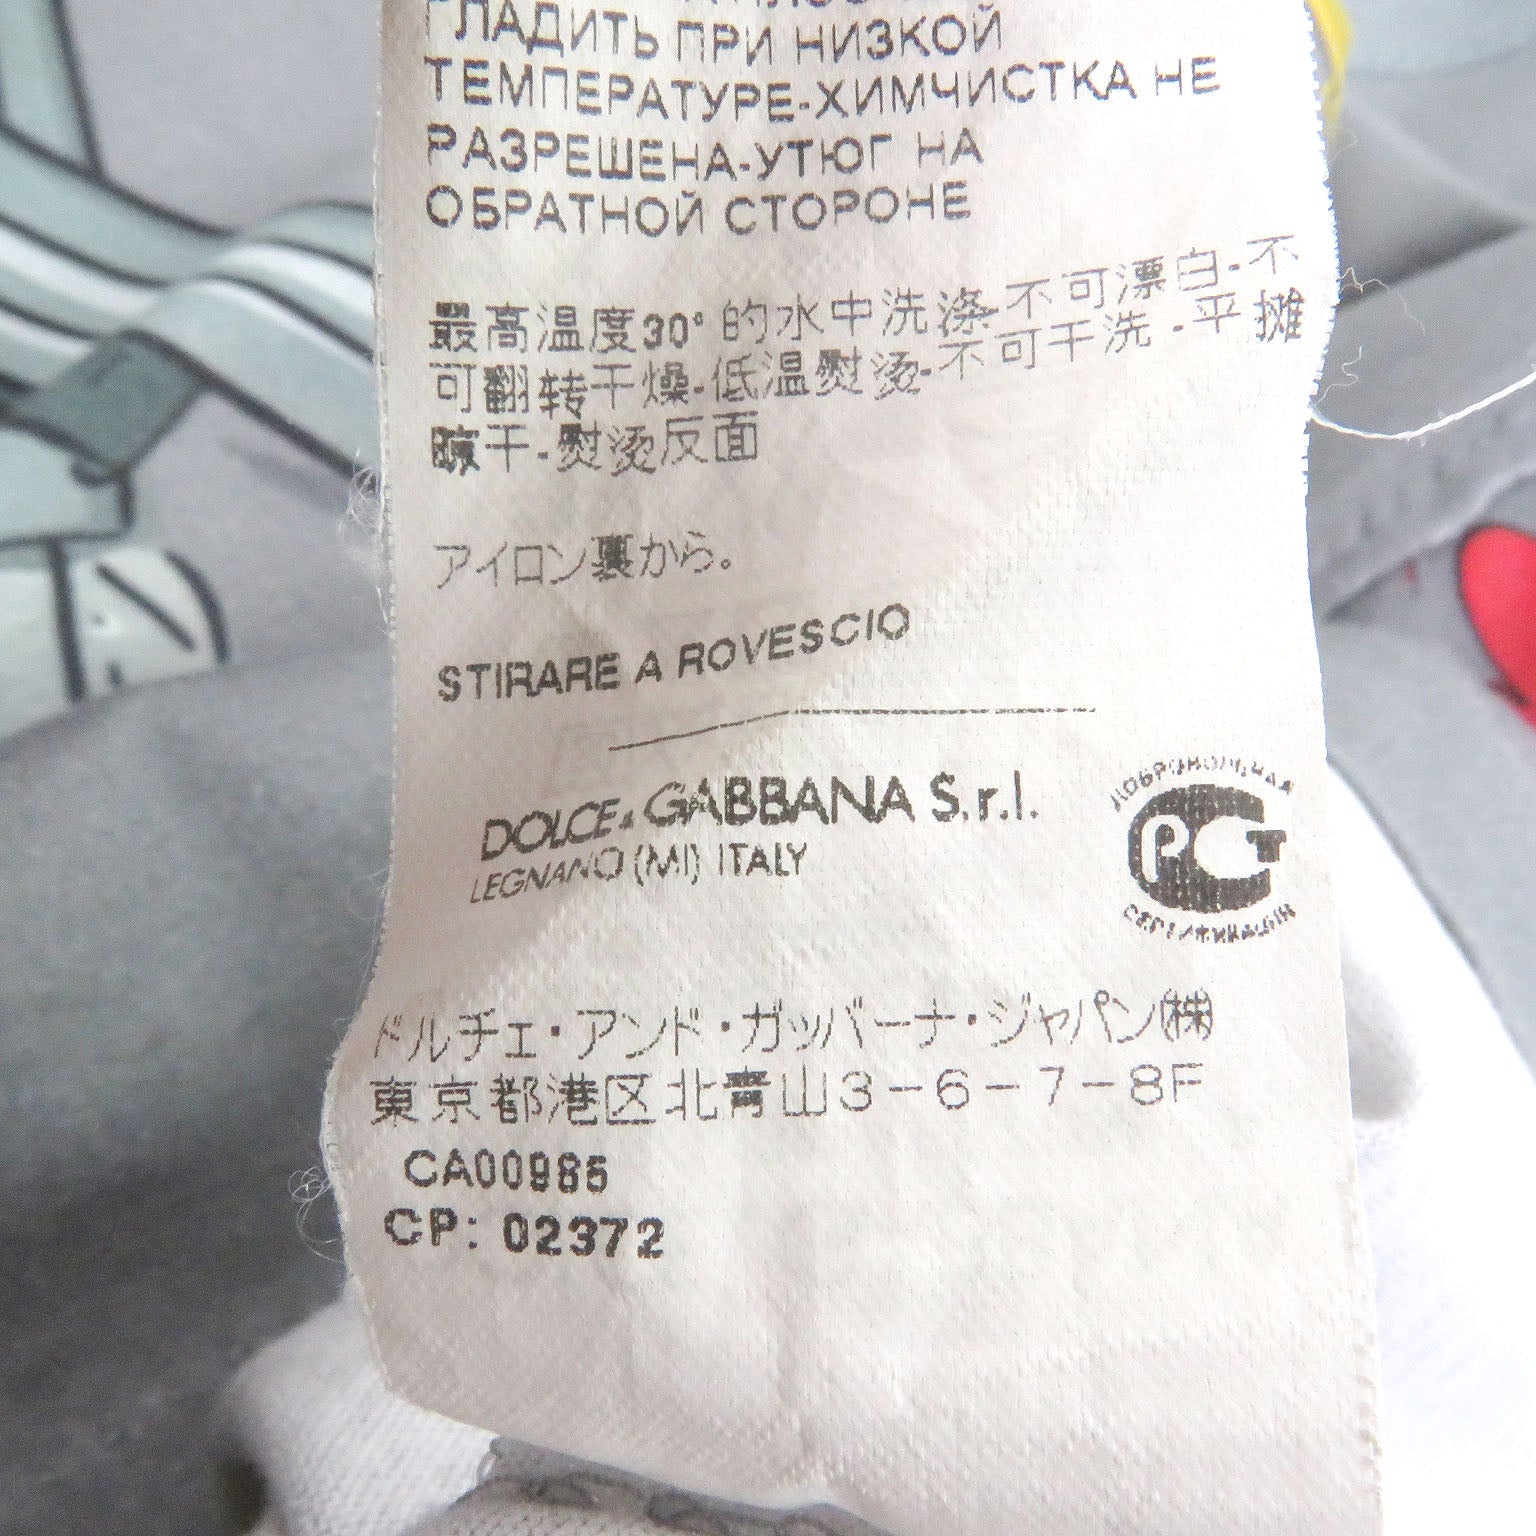 ГЛАДИТЬ ПРИ НИЗКОЙ
ТЕМПЕРАТУРЕ-ХИМЧИСТКА НЕ
РАЗРЕШЕНА-УТЮГ НА
ОБРАТНОЙ СТОРОНЕ
最高温度30°的水中洗涤-不可漂白-不
可翻转干燥-低温熨烫-不可干洗-平摊
晾干-熨烫反面
アイロン裏から。
STIRARE A ROVESCIO
DOLCE & GABBANA S.r.l.
LEGNANO (MI) ITALY
ДОБРОВОЛЬНАЯ
РСТ
СЕРТИФИКАЦИЯ
ドルチェ・アンド・ガッバーナ・ジャパン㈱
東京都港区北青山3-6-7-8F
CA00985
CP: 02372